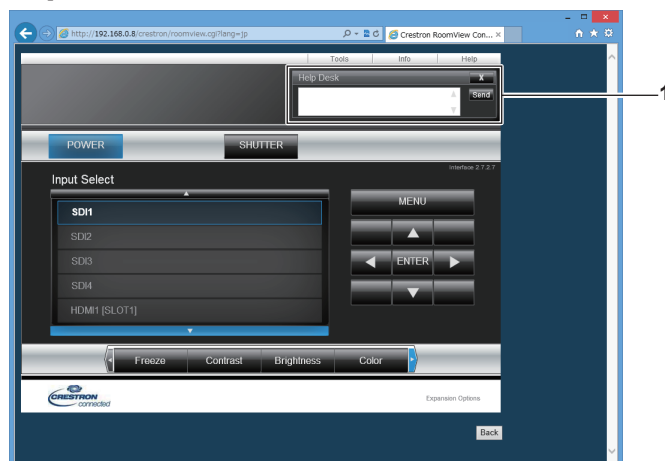 http://192.168.0.8/crestron/roomview.cgi?lang=jp
Crestron RoomView Con... ×
Tools Info Help
Help Desk X
Send
1
POWER SHUTTER
Interface 2.7.2.7
Input Select
MENU
SDI1
SDI2
SDI3
ENTER
SDI4
HDMI1 [SLOT1]
Freeze Contrast Brightness Color
CRESTRON
connected
Expansion Options
Back